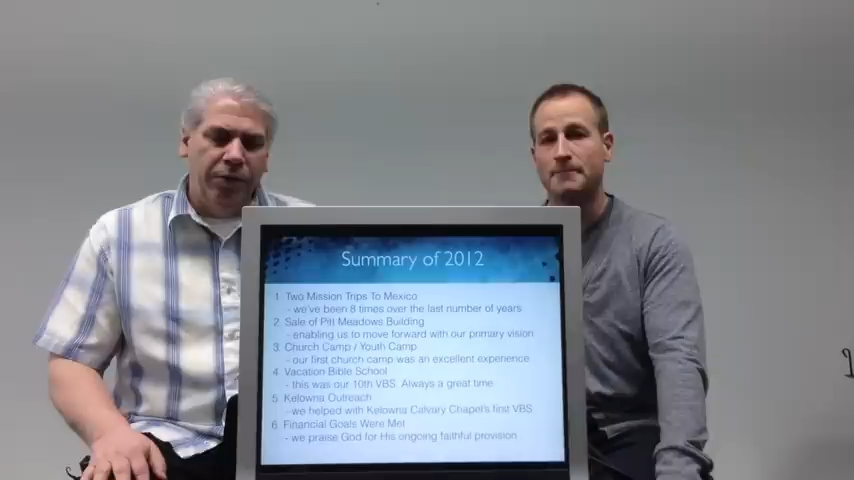 Summary of 2012
1 Two Mission Trips To Mexico
- we've been 8 times over the last number of years
2. Sale of Pitt Meadows Building
- enabling us to move forward with our primary vision
3 Church Camp / Youth Camp
- our first church camp was an excellent experience
4 Vacation Bible School
- this was our 10th VBS. Always a great time
5 Kelowna Outreach
- we helped with Kelowna Calvary Chapel's first VBS
6 Financial Goals Were Met
- we praise God for His ongoing faithful provision